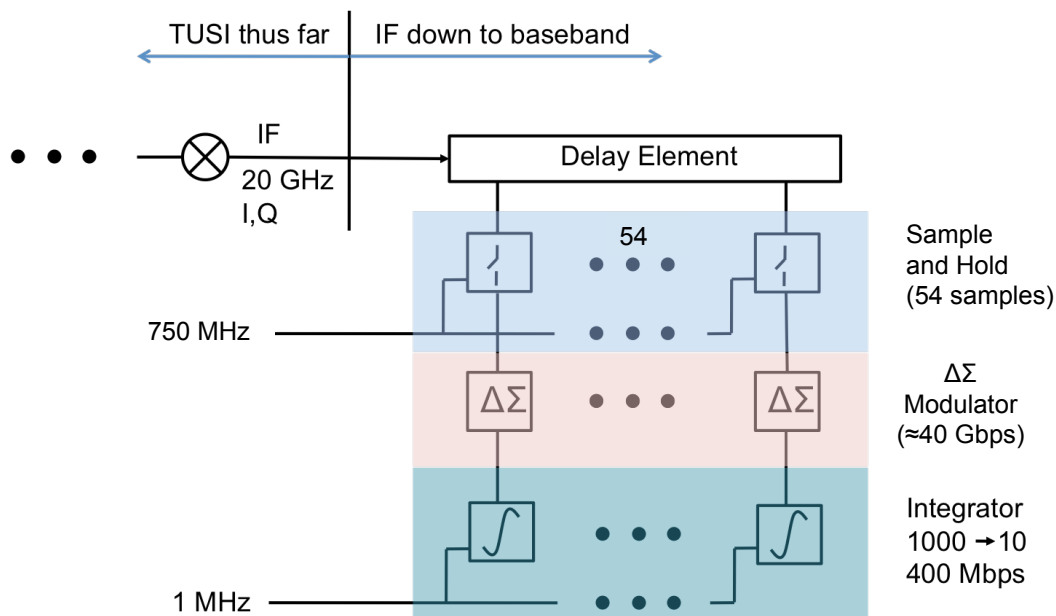 TUSI thus far
IF down to baseband
IF
20 GHz
I,Q
Delay Element
54
Sample
and Hold
(54 samples)
750 MHz
ΔΣ
ΔΣ
ΔΣ
Modulator
(≈40 Gbps)
Integrator
1000 → 10
400 Mbps
1 MHz